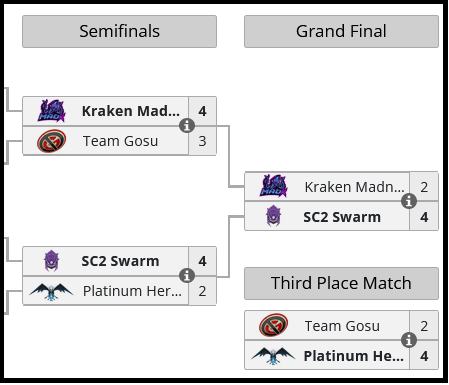 Semifinals
Grand Final
Kraken Mad... 4
Team Gosu 3
Kraken Madn... 2
SC2 Swarm 4
SC2 Swarm 4
Platinum Her... 2
Third Place Match
Team Gosu 2
Platinum He... 4